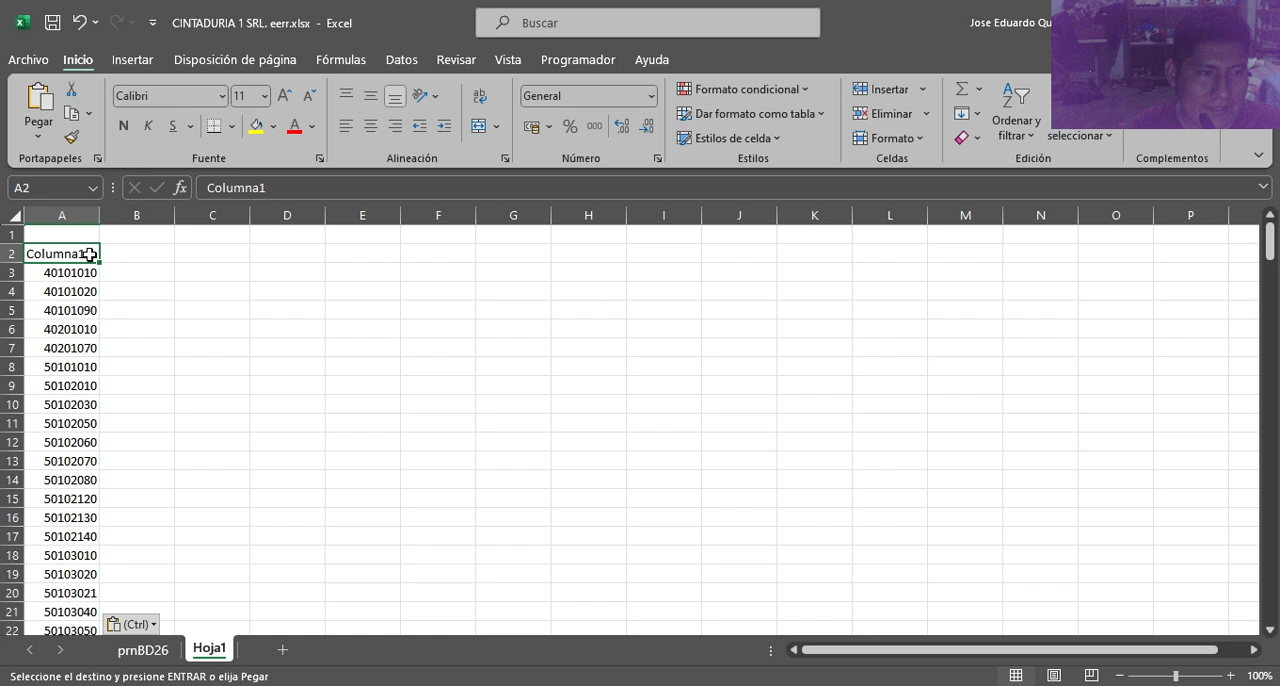 CINTADURIA 1 SRL. eerr.xlsx - Excel
Buscar
Jose Eduardo Qu
Archivo Inicio Insertar Disposición de página Fórmulas Datos Revisar Vista Programador Ayuda
Pegar
Portapapeles
Calibri 11
N K S
Fuente
Alineación
General
% 000
Número
Formato condicional
Dar formato como tabla
Estilos de celda
Estilos
Insertar
Eliminar
Formato
Celdas
Ordenar y
filtrar
seleccionar
Edición
Complementos
A2 fx Columna1
A B C D E F G H I J K L M N O P
1
2 Columna1
3 40101010
4 40101020
5 40101090
6 40201010
7 40201070
8 50101010
9 50102010
10 50102030
11 50102050
12 50102060
13 50102070
14 50102080
15 50102120
16 50102130
17 50102140
18 50103010
19 50103020
20 50103021
21 50103040
22 50103050
(Ctrl)
prnBD26 Hoja1
Seleccione el destino y presione ENTRAR o elija Pegar
100%